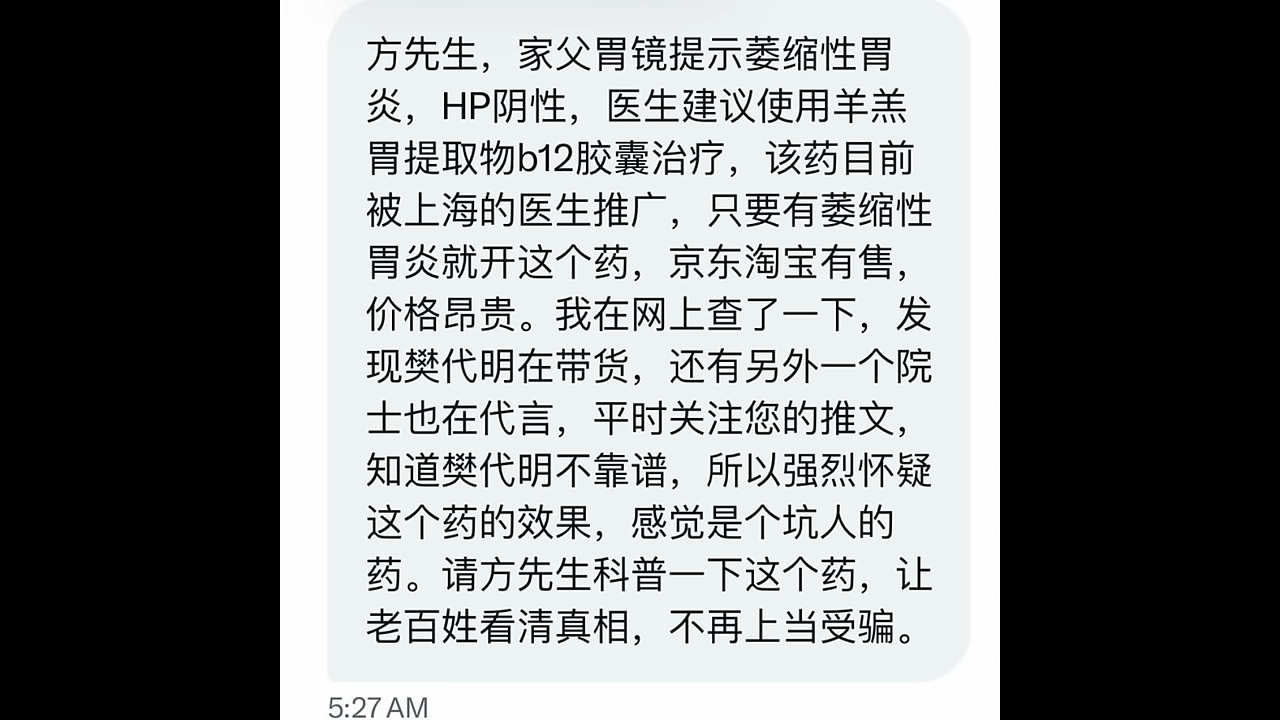 方先生，家父胃镜提示萎缩性胃
炎，HP阴性，医生建议使用羊羔
胃提取物b12胶囊治疗，该药目前
被上海的医生推广，只要有萎缩性
胃炎就开这个药，京东淘宝有售，
价格昂贵。我在网上查了一下，发
现樊代明在带货，还有另外一个院
士也在代言，平时关注您的推文，
知道樊代明不靠谱，所以强烈怀疑
这个药的效果，感觉是个坑人的
药。请方先生科普一下这个药，让
老百姓看清真相，不再上当受骗。
5:27 AM